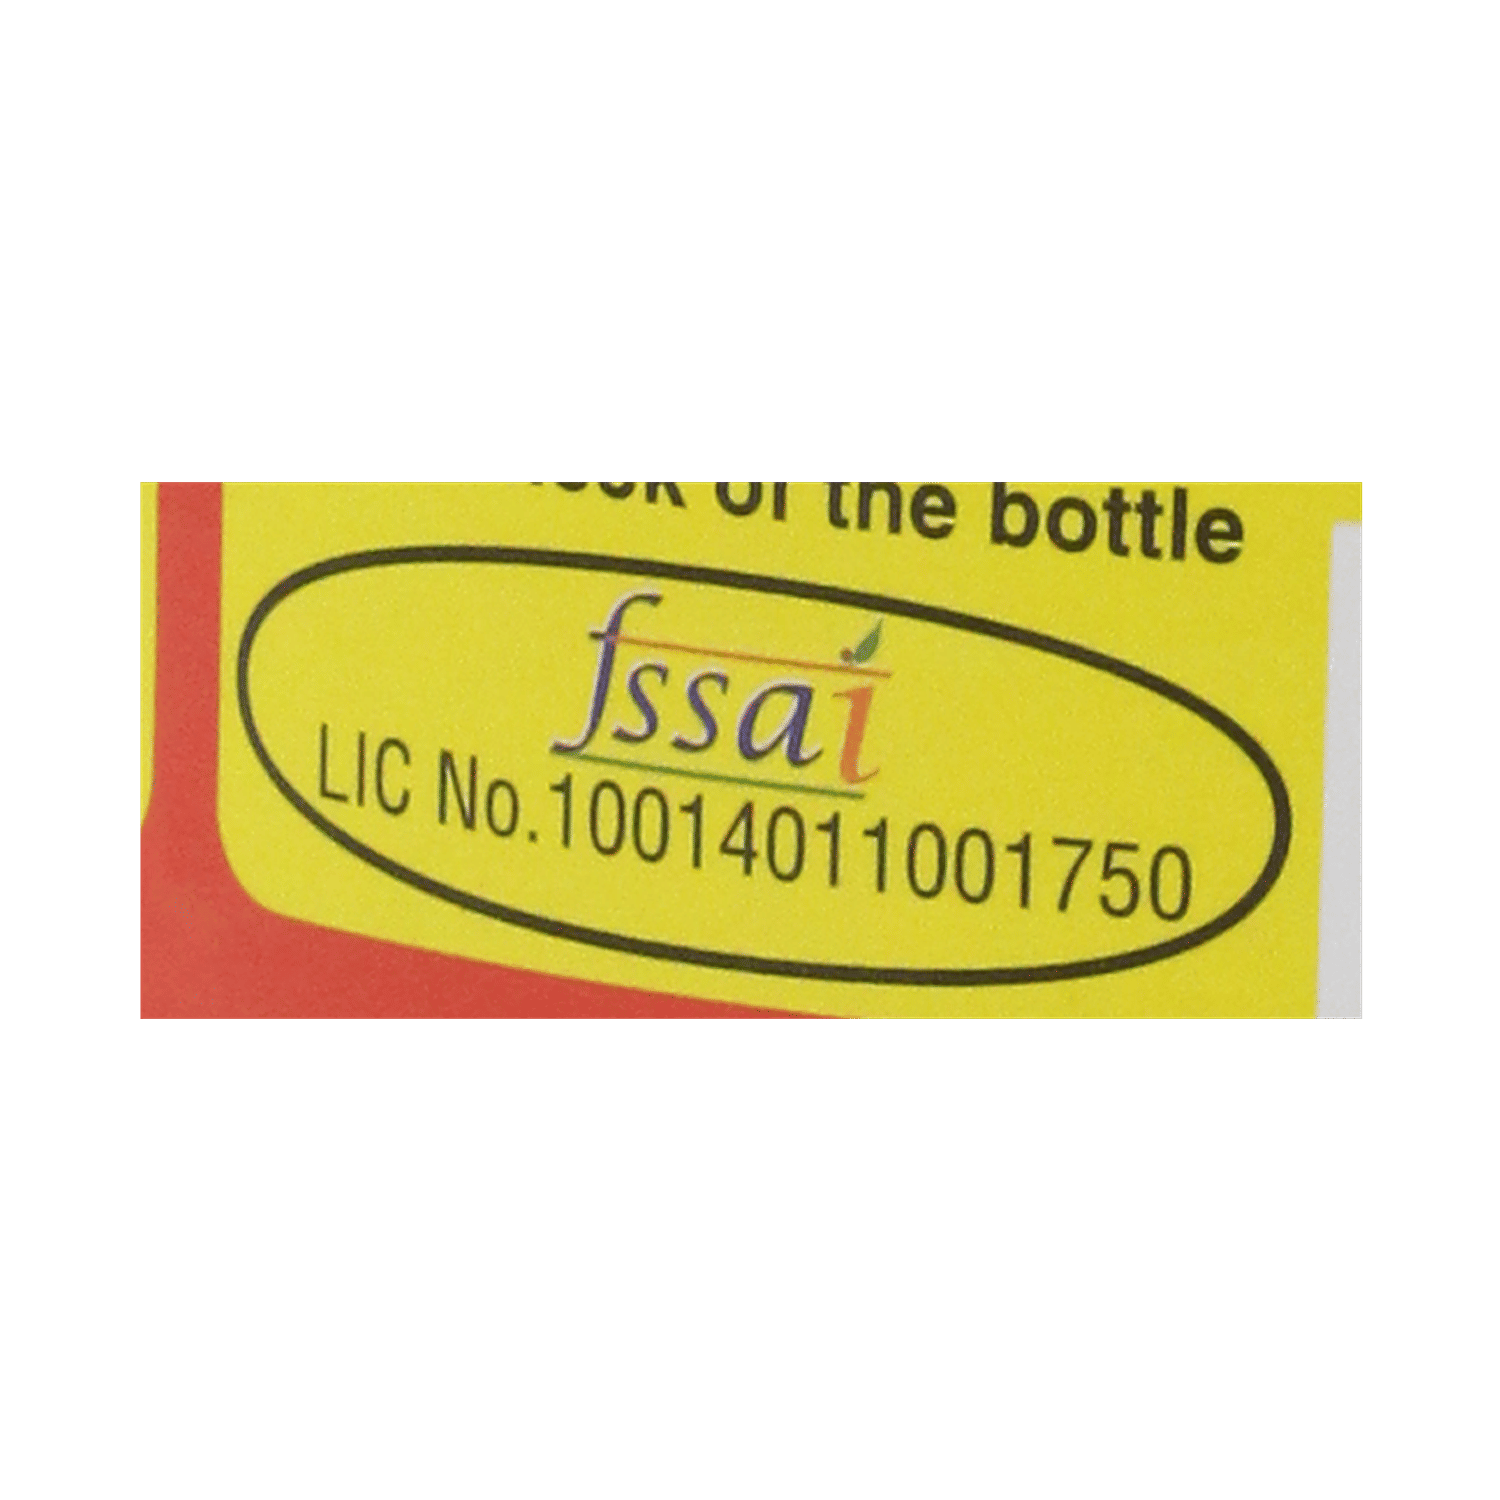 of the bottle
fssai
LIC No.10014011001750